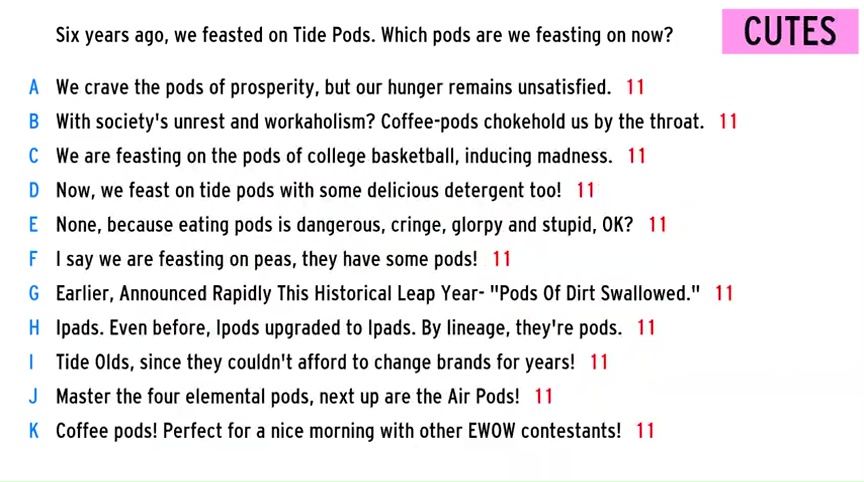 Six years ago, we feasted on Tide Pods. Which pods are we feasting on now?
CUTES
A We crave the pods of prosperity, but our hunger remains unsatisfied. 11
B With society's unrest and workaholism? Coffee-pods chokehold us by the throat. 11
C We are feasting on the pods of college basketball, inducing madness. 11
D Now, we feast on tide pods with some delicious detergent too! 11
E None, because eating pods is dangerous, cringe, glorpy and stupid, OK? 11
F I say we are feasting on peas, they have some pods! 11
G Earlier, Announced Rapidly This Historical Leap Year- "Pods Of Dirt Swallowed." 11
H Ipads. Even before, Ipods upgraded to Ipads. By lineage, they're pods. 11
I Tide Olds, since they couldn't afford to change brands for years! 11
J Master the four elemental pods, next up are the Air Pods! 11
K Coffee pods! Perfect for a nice morning with other EWOW contestants! 11